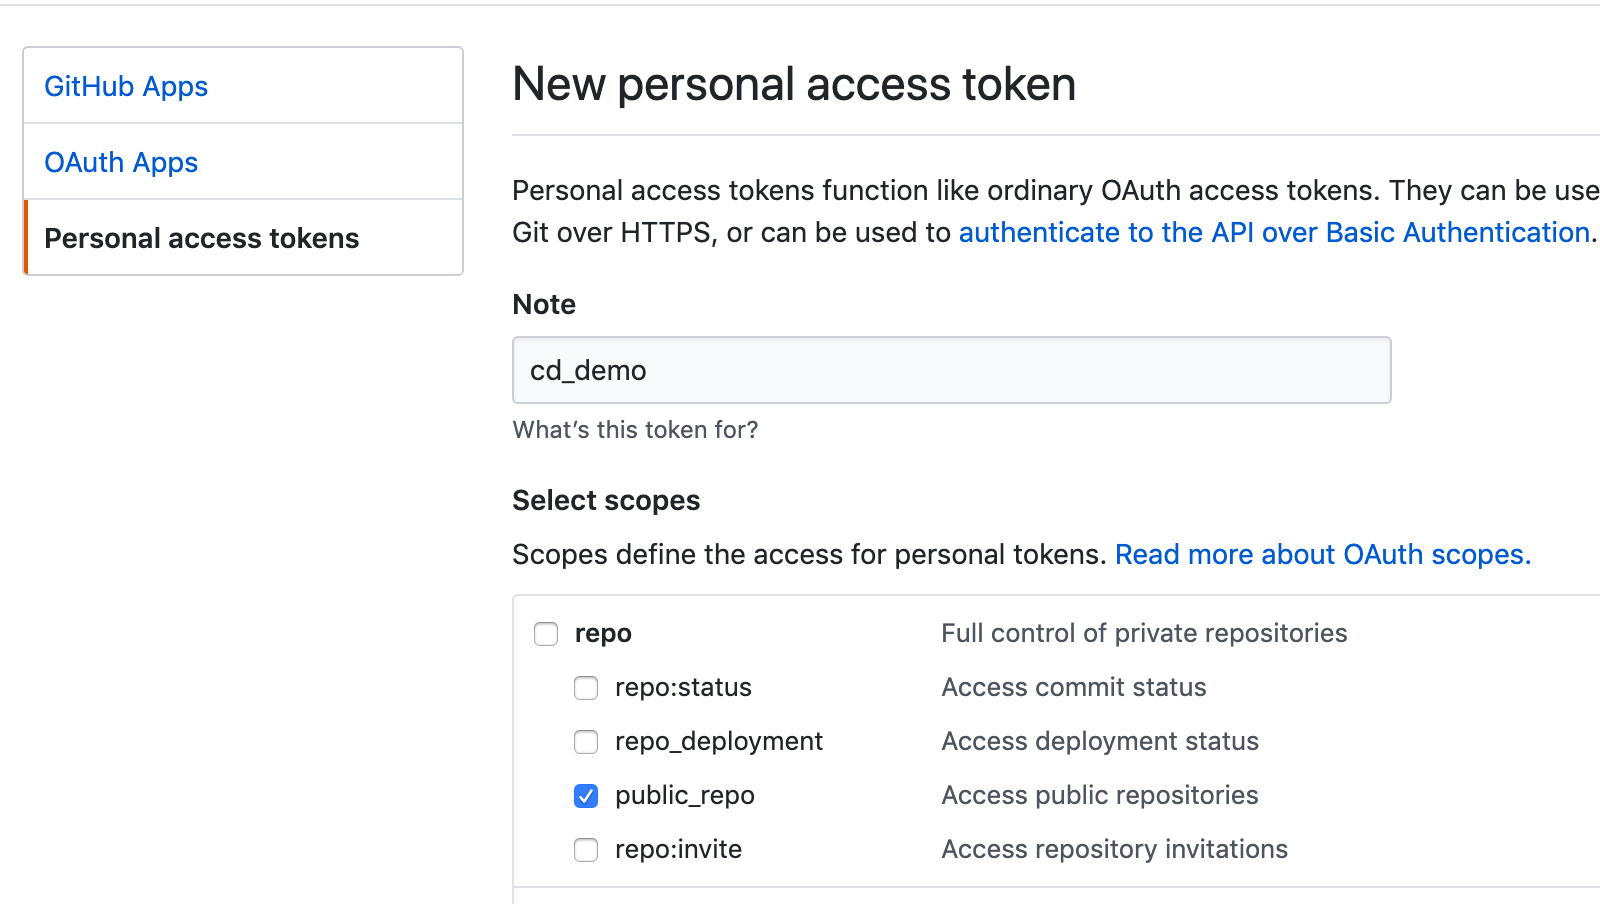 GitHub Apps
OAuth Apps
Personal access tokens
New personal access token
Personal access tokens function like ordinary OAuth access tokens. They can be use
Git over HTTPS, or can be used to authenticate to the API over Basic Authentication.
Note
cd_demo
What's this token for?
Select scopes
Scopes define the access for personal tokens. Read more about OAuth scopes.
repo Full control of private repositories
repo:status Access commit status
repo_deployment Access deployment status
public_repo Access public repositories
repo:invite Access repository invitations